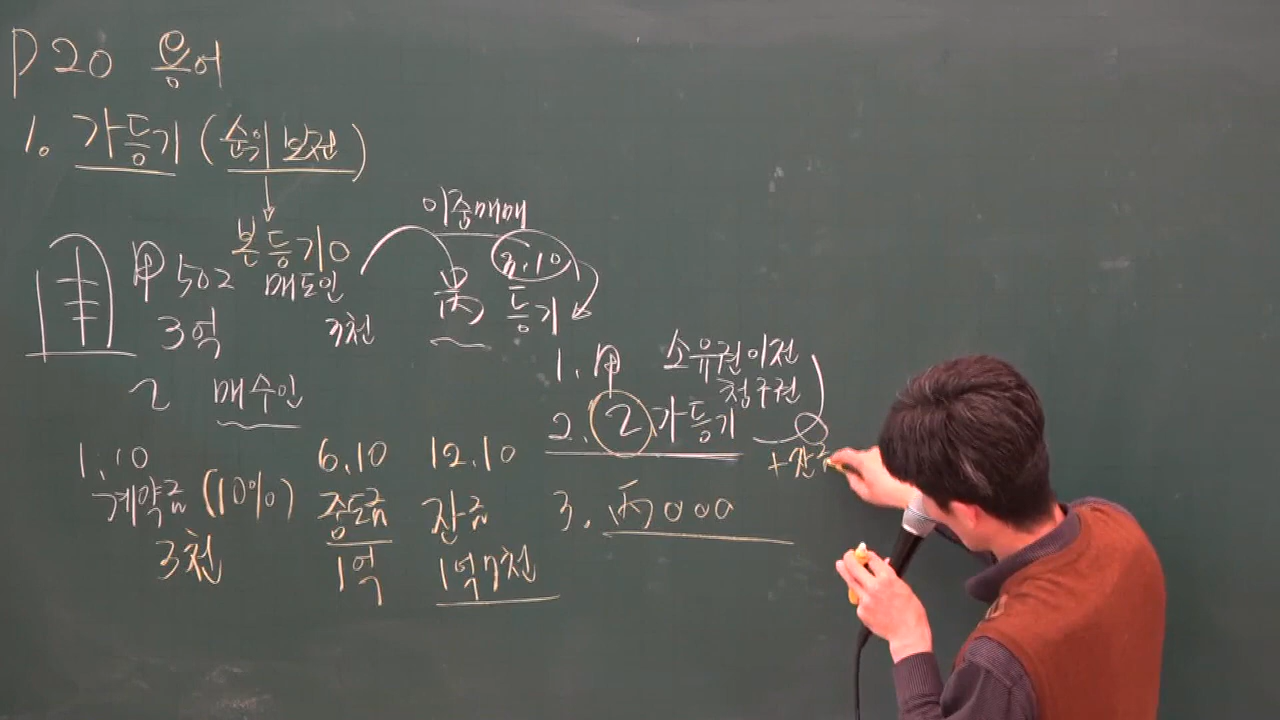 P20 용어
1. 가등기 (순위보전)
본등기O
이중매매
甲 502
매도인
3억
3천
丙
등기
乙 매수인
1. 甲 소유권이전
청구권
2. 乙 가등기
+잔금
1.10
계약금 (10%)
3천
6.10
중도금
1억
12.10
잔금
1억7천
3. 丙000